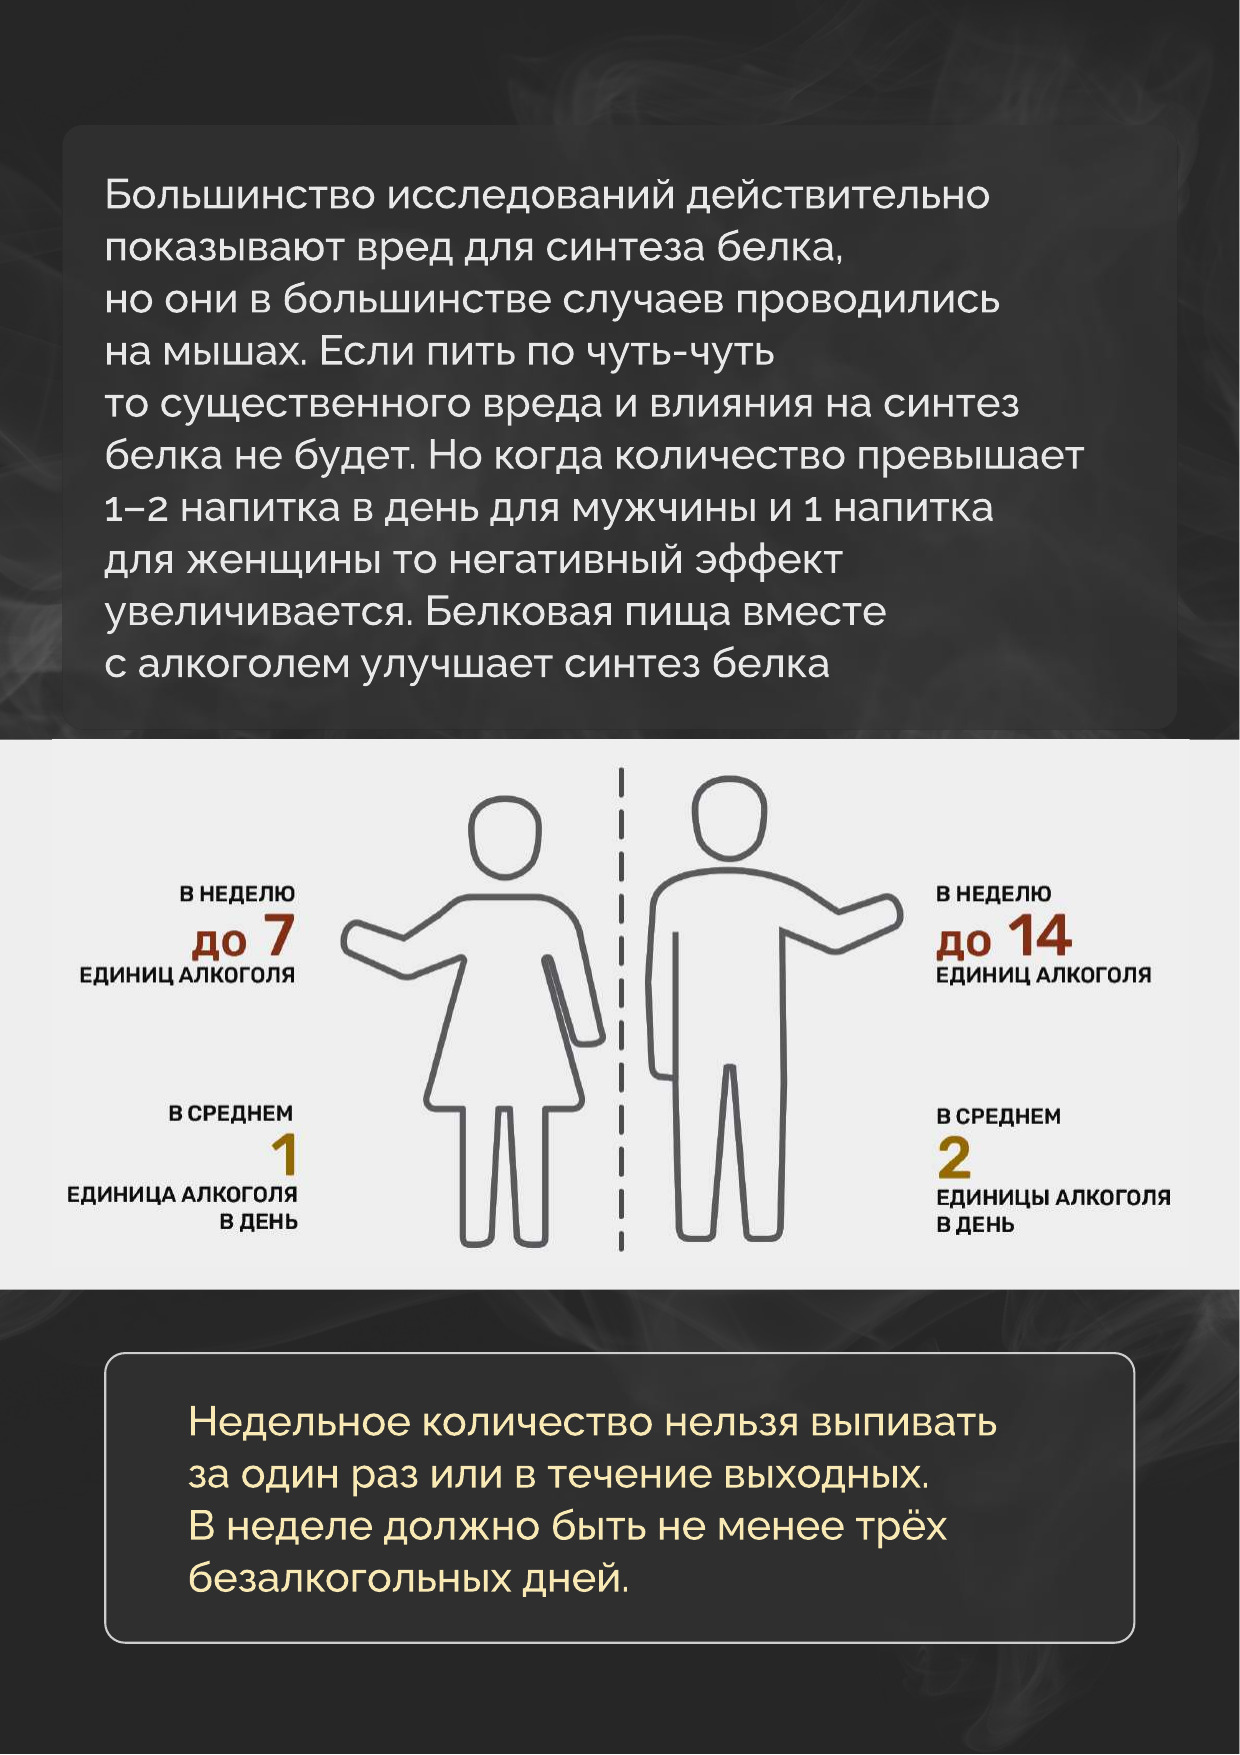 Большинство исследований действительно
показывают вред для синтеза белка,
но они в большинстве случаев проводились
на мышах. Если пить по чуть-чуть
то существенного вреда и влияния на синтез
белка не будет. Но когда количество превышает
1–2 напитка в день для мужчины и 1 напитка
для женщины то негативный эффект
увеличивается. Белковая пища вместе
с алкоголем улучшает синтез белка
В НЕДЕЛЮ
до 7
ЕДИНИЦ АЛКОГОЛЯ
В СРЕДНЕМ
1
ЕДИНИЦА АЛКОГОЛЯ
В ДЕНЬ
В НЕДЕЛЮ
до 14
ЕДИНИЦ АЛКОГОЛЯ
В СРЕДНЕМ
2
ЕДИНИЦЫ АЛКОГОЛЯ
В ДЕНЬ
Недельное количество нельзя выпивать
за один раз или в течение выходных.
В неделе должно быть не менее трёх
безалкогольных дней.